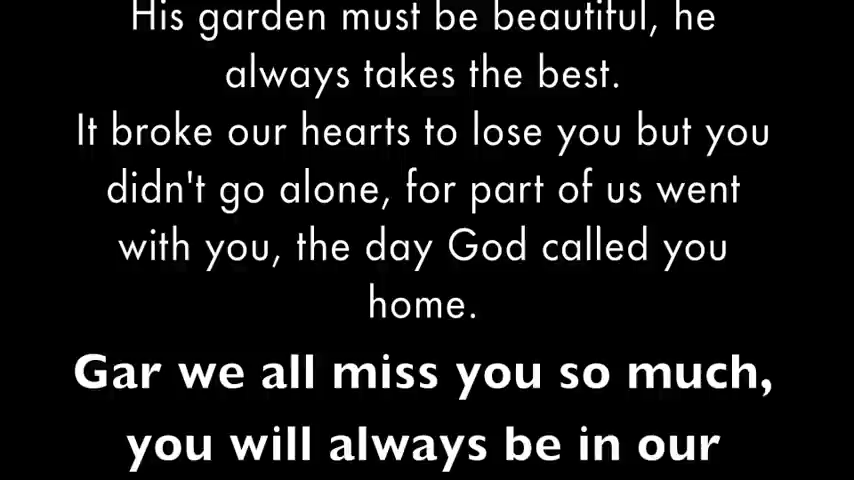 His garden must be beautiful, he
always takes the best.
It broke our hearts to lose you but you
didn't go alone, for part of us went
with you, the day God called you
home.
Gar we all miss you so much,
you will always be in our